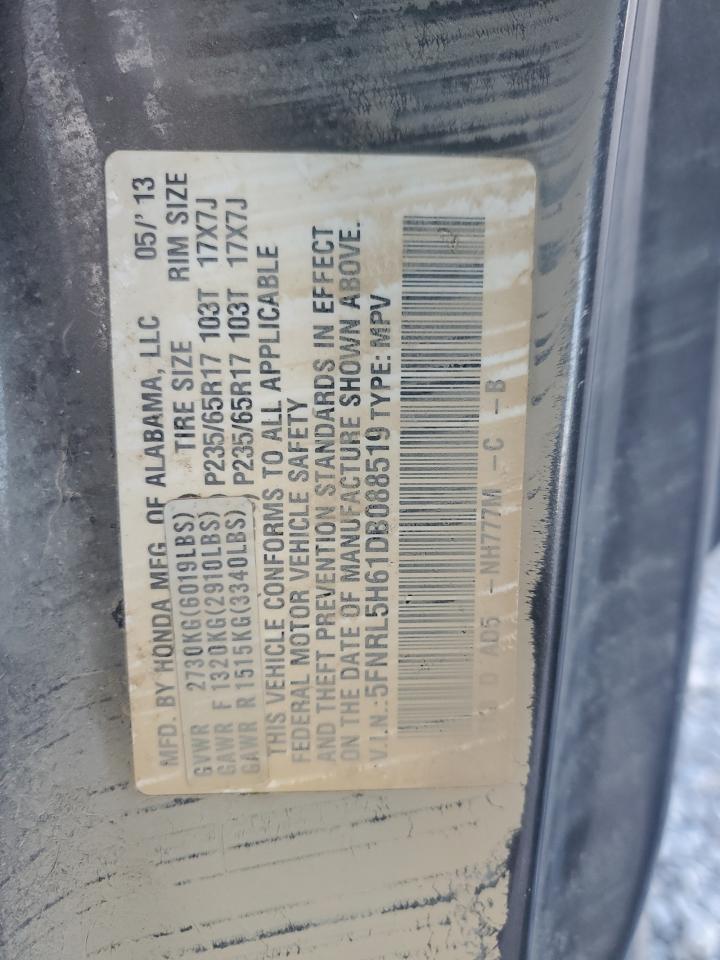 MFD. BY HONDA MFG. OF ALABAMA, LLC 05/' 13
GVWR 2730KG(6019LBS) TIRE SIZE RIM SIZE
GAWR F 1320KG(2910LBS) P235/65R17 103T 17X7J
GAWR R 1515KG(3340LBS) P235/65R17 103T 17X7J
THIS VEHICLE CONFORMS TO ALL APPLICABLE
FEDERAL MOTOR VEHICLE SAFETY
AND THEFT PREVENTION STANDARDS IN EFFECT
ON THE DATE OF MANUFACTURE SHOWN ABOVE.
V.I.N.:5FNRL5H61DB088519 TYPE: MPV
D AD5 -NH777M -C -B